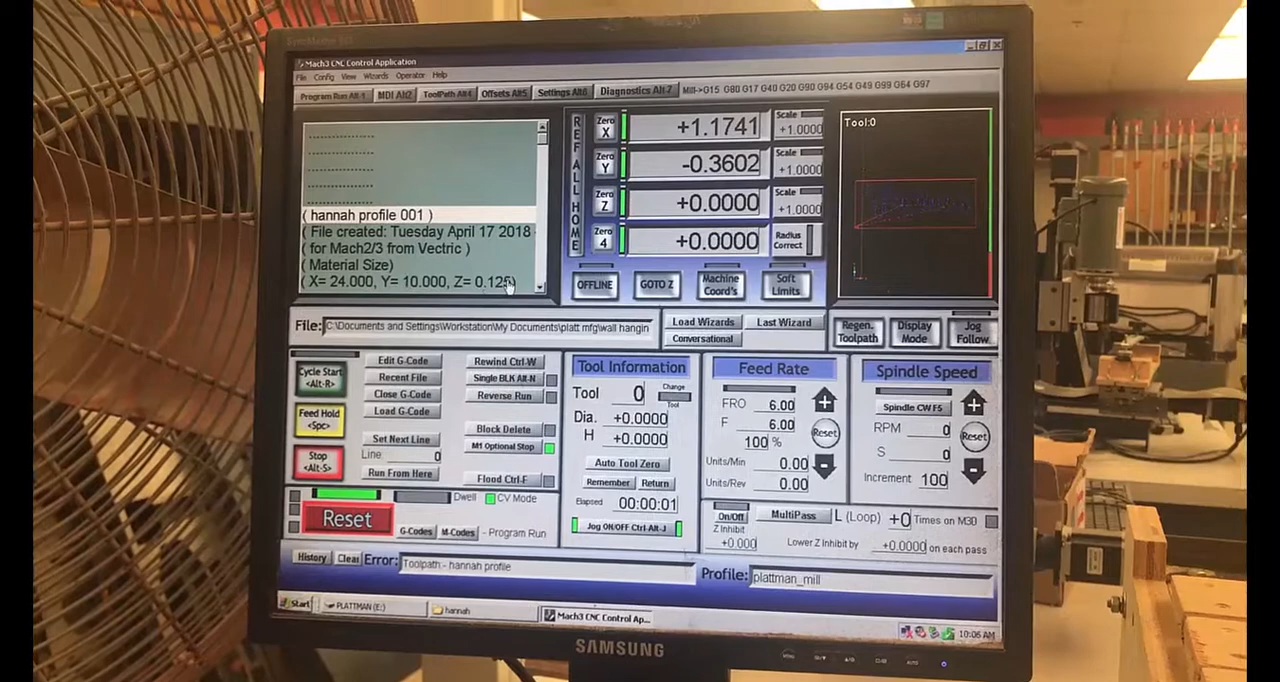 SyncMaster
Mach3 CNC Control Application
File Config View Wizards Operator Help
Program Run Alt-1 MDI Alt2 ToolPath Alt4 Offsets Alt5 Settings Alt6 Diagnostics Alt-7 Mill->G15 G80 G17 G40 G20 G90 G94 G54 G49 G99 G64 G97
( hannah profile 001 )
( File created: Tuesday April 17 2018
( for Mach2/3 from Vectric )
( Material Size)
( X= 24.000, Y= 10.000, Z= 0.125)
REF ALL HOME
Zero X +1.1741 Scale +1.0000
Zero Y -0.3602 Scale +1.0000
Zero Z +0.0000 Scale +1.0000
Zero 4 +0.0000 Radius Correct
OFFLINE GOTO Z Machine Coord's Soft Limits
Tool:0
File: C:\Documents and Settings\Workstation\My Documents\platt mfg\wall hangin
Load Wizards Last Wizard
Conversational
Regen. Toolpath Display Mode Jog Follow
Cycle Start <Alt-R>
Feed Hold <Spc>
Stop <Alt-S>
Edit G-Code
Recent File
Close G-Code
Load G-Code
Set Next Line
Line 0
Run From Here
Rewind Ctrl-W
Single BLK Alt-N
Reverse Run
Block Delete
M1 Optional Stop
Flood Ctrl-F
Dwell CV Mode
Reset
G-Codes M-Codes - Program Run
Tool Information
Tool 0 Change Tool
Dia. +0.0000
H +0.0000
Auto Tool Zero
Remember Return
Elapsed 00:00:01
Jog ON/OFF Ctrl-Alt-J
Feed Rate
FRO 6.00
F 6.00
100 % Reset
Units/Min 0.00
Units/Rev 0.00
Spindle Speed
Spindle CW F5
RPM 0
S 0
Reset
Increment 100
On/Off
Z Inhibit
+0.000
MultiPass L (Loop) +0 Times on M30
Lower Z Inhibit by +0.0000 on each pass
History Clear Error: Toolpath - hannah profile
Profile: plattman_mill
Start PLATTMAN (E:) hannah Mach3 CNC Control Ap... 10:06 AM
SAMSUNG
MENU
AUTO